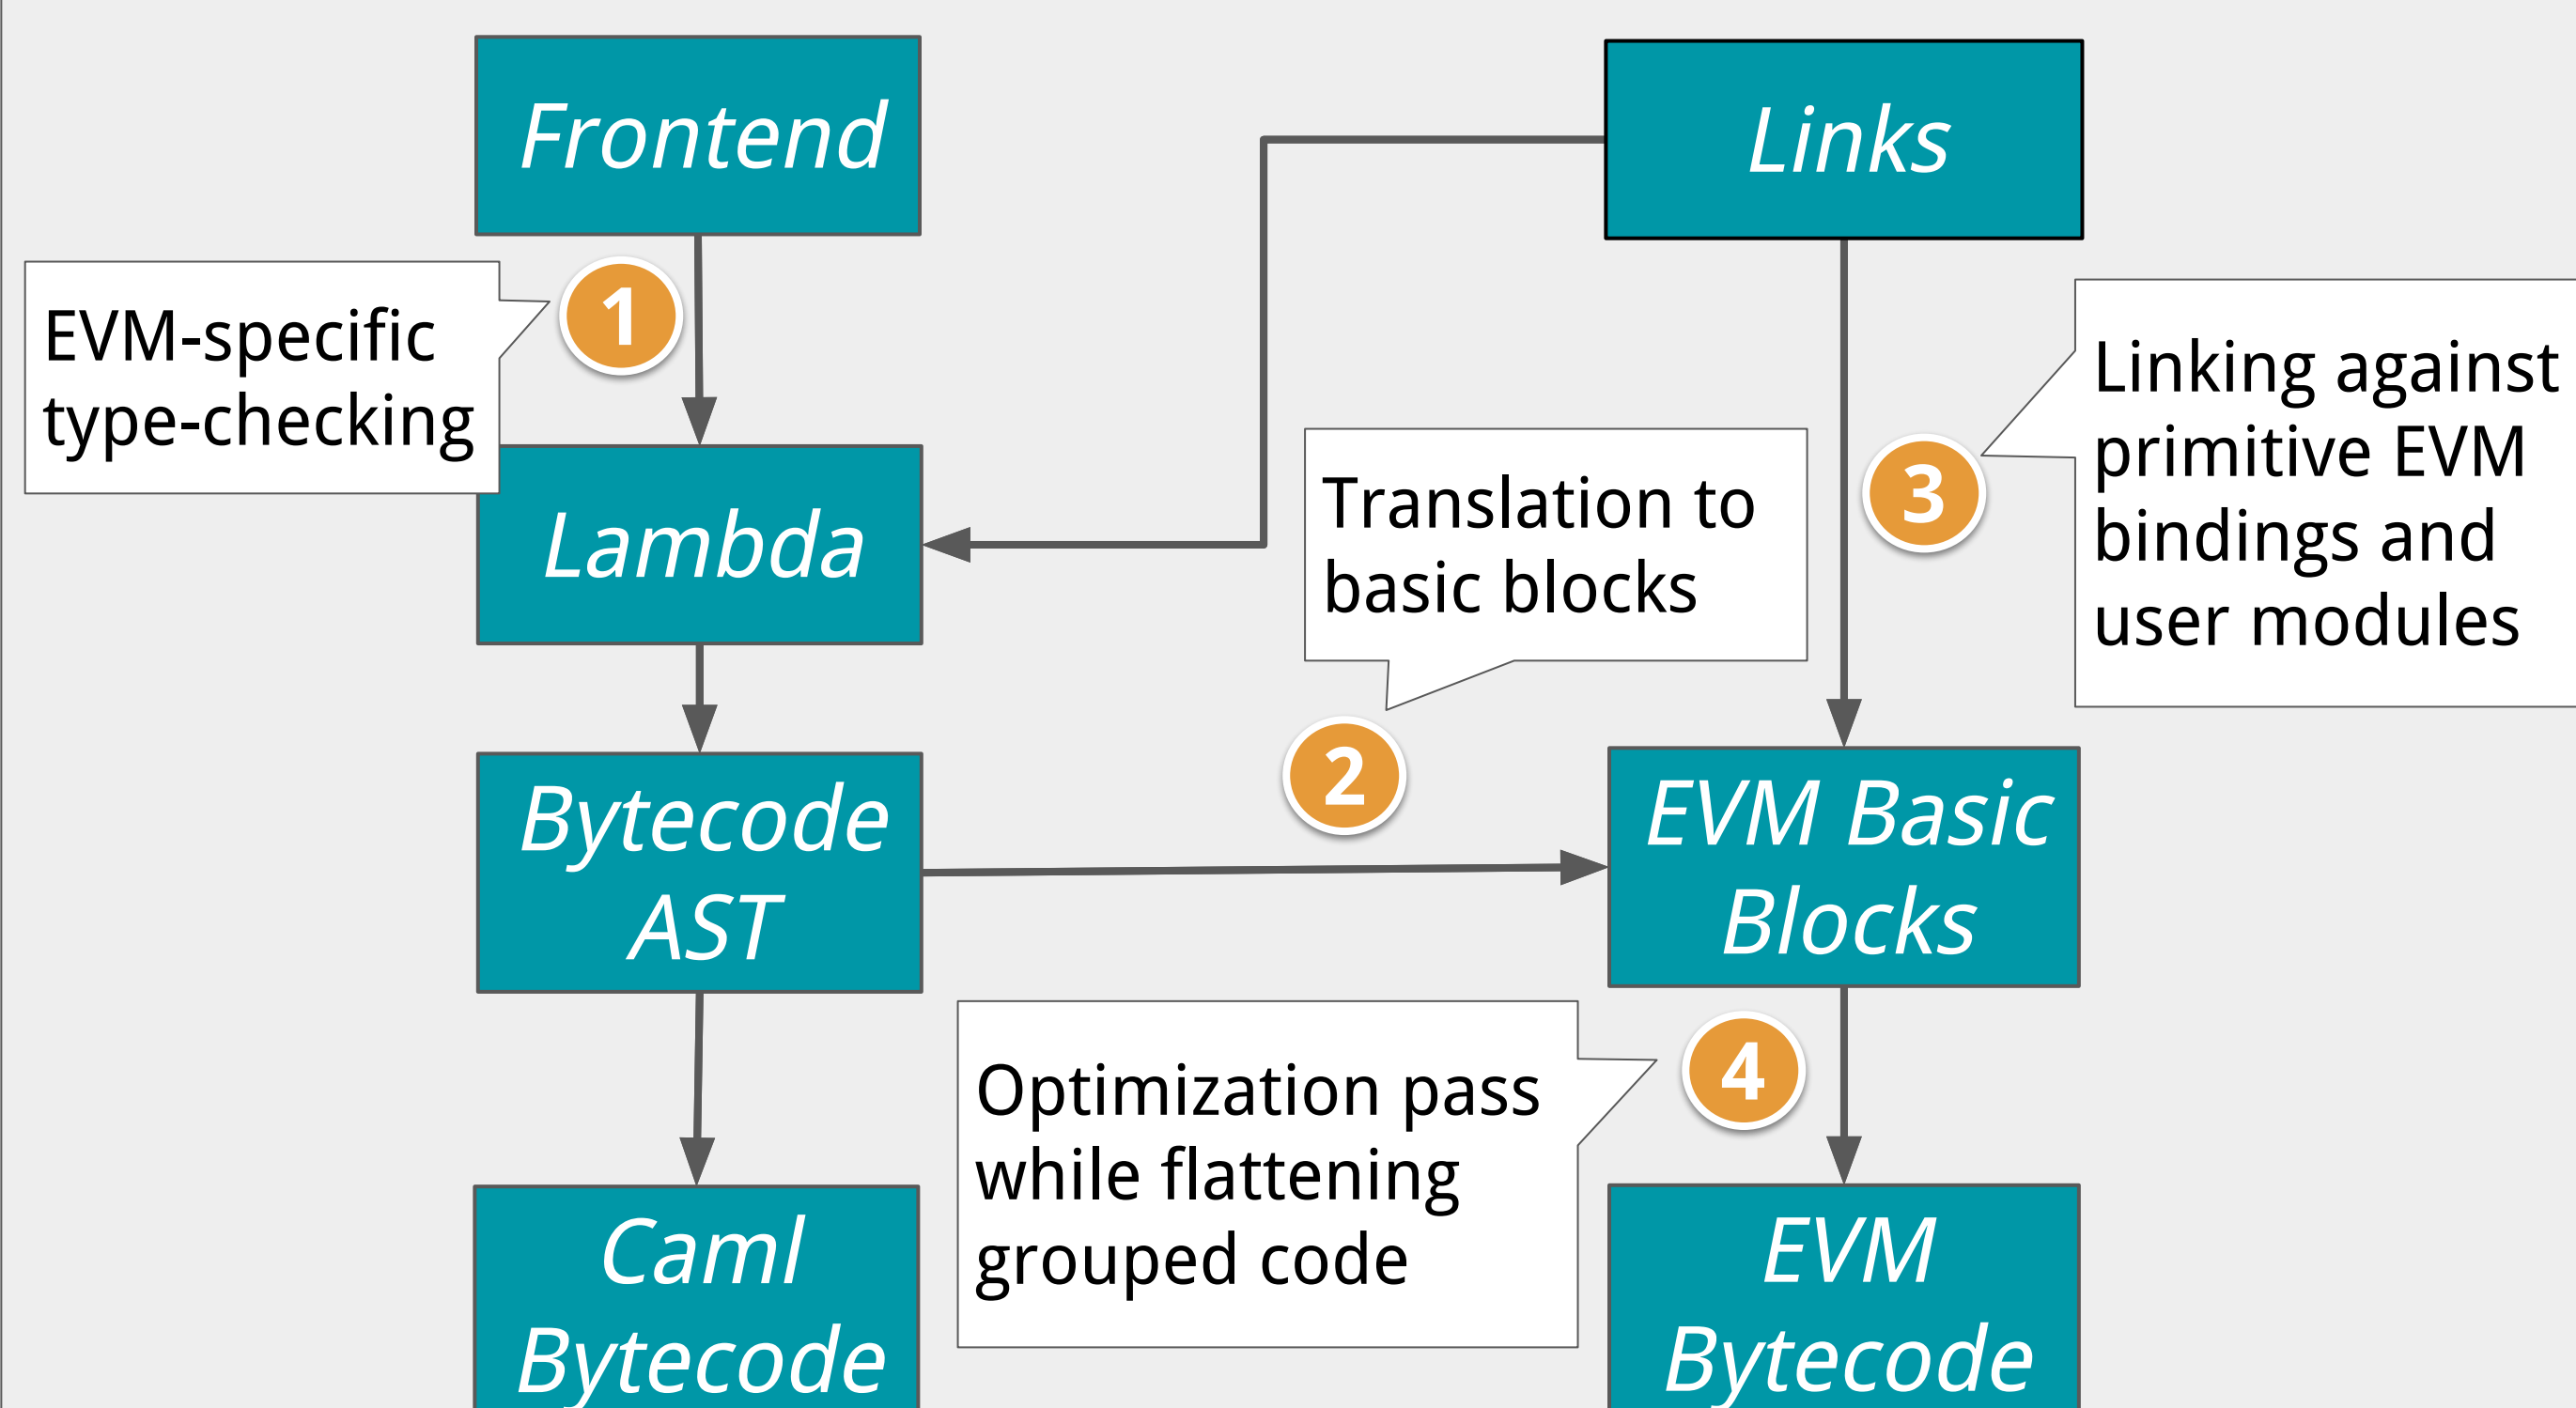 Frontend
Links
1
EVM-specific
type-checking
Linking against
primitive EVM
bindings and
user modules
3
Translation to
basic blocks
Lambda
2
Bytecode
AST
EVM Basic
Blocks
4
Optimization pass
while flattening
grouped code
Caml
Bytecode
EVM
Bytecode